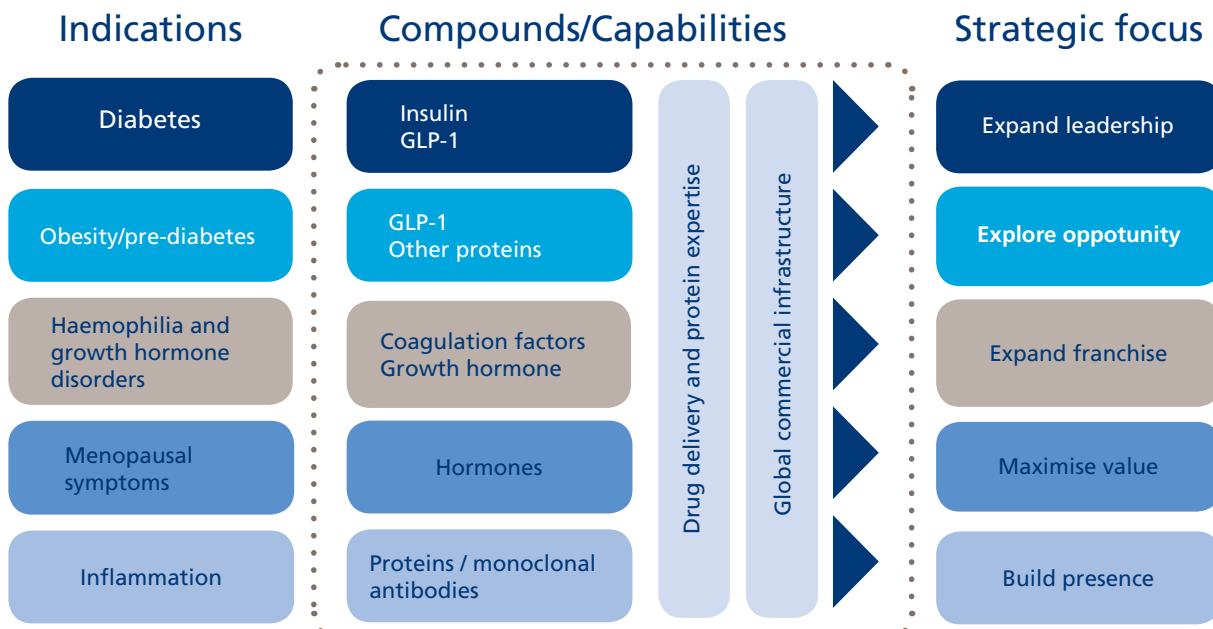 Indications
Compounds/Capabilities
Strategic focus
Diabetes
Insulin
GLP-1
Expand leadership
Obesity/pre-diabetes
GLP-1
Other proteins
Explore oppotunity
Haemophilia and
growth hormone
disorders
Coagulation factors
Growth hormone
Expand franchise
Menopausal
symptoms
Hormones
Maximise value
Inflammation
Proteins / monoclonal
antibodies
Build presence
Drug delivery and protein expertise
Global commercial infrastructure